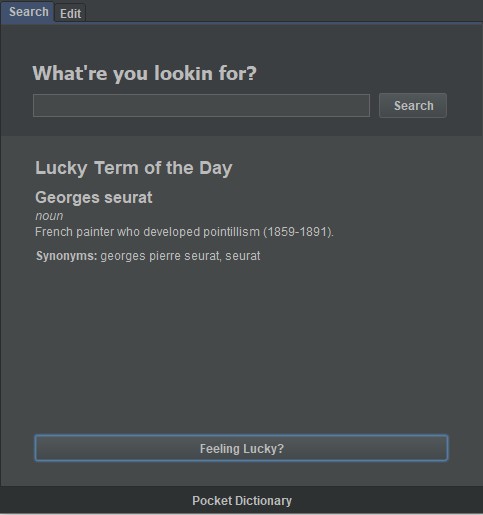 Search Edit
What're you lookin for?
Search
Lucky Term of the Day
Georges seurat
noun
French painter who developed pointillism (1859-1891).
Synonyms: georges pierre seurat, seurat
Feeling Lucky?
Pocket Dictionary